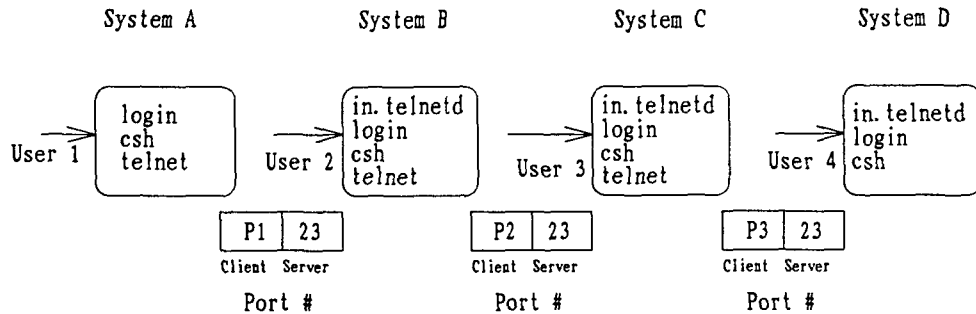 System A
System B
System C
System D
login
csh
telnet
in.telnetd
login
csh
telnet
in.telnetd
login
csh
telnet
in.telnetd
login
csh
User 1
User 2
User 3
User 4
P1 23
P2 23
P3 23
Client Server
Client Server
Client Server
Port #
Port #
Port #